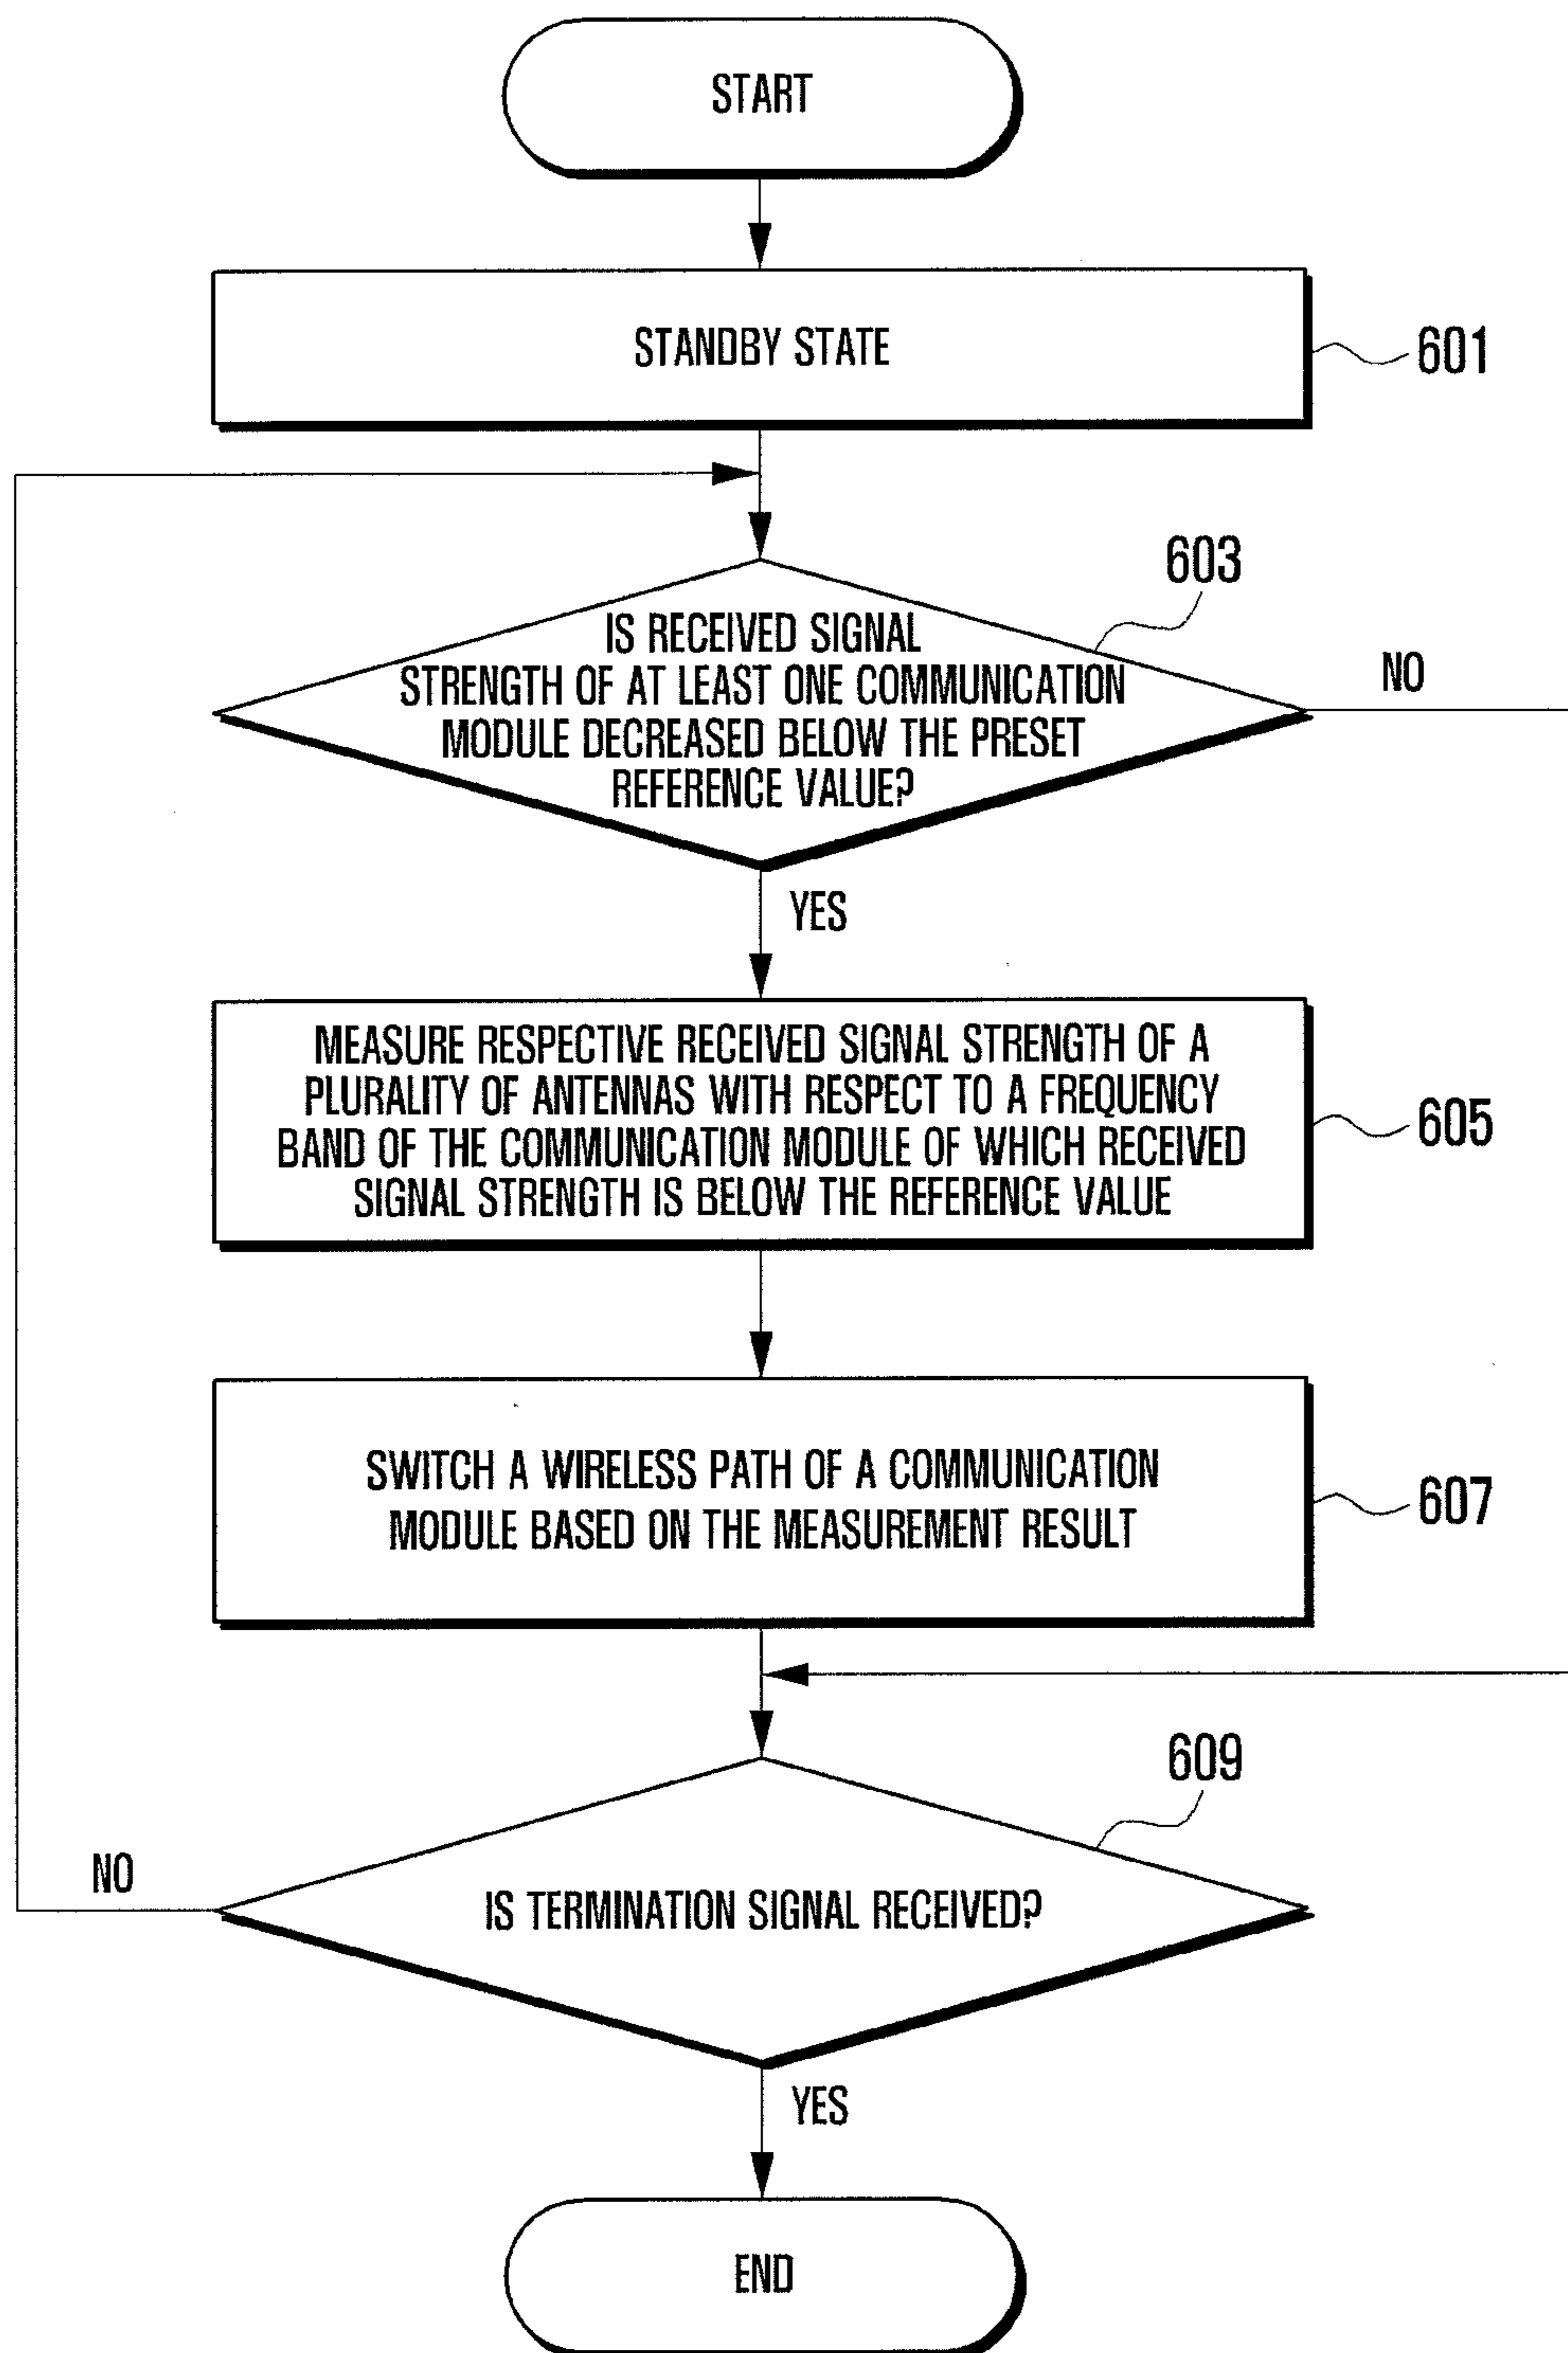 START
STANDBY STATE
601
603
IS RECEIVED SIGNAL
STRENGTH OF AT LEAST ONE COMMUNICATION
MODULE DECREASED BELOW THE PRESET
REFERENCE VALUE?
NO
YES
MEASURE RESPECTIVE RECEIVED SIGNAL STRENGTH OF A
PLURALITY OF ANTENNAS WITH RESPECT TO A FREQUENCY
BAND OF THE COMMUNICATION MODULE OF WHICH RECEIVED
SIGNAL STRENGTH IS BELOW THE REFERENCE VALUE
605
SWITCH A WIRELESS PATH OF A COMMUNICATION
MODULE BASED ON THE MEASUREMENT RESULT
607
609
NO
IS TERMINATION SIGNAL RECEIVED?
YES
END